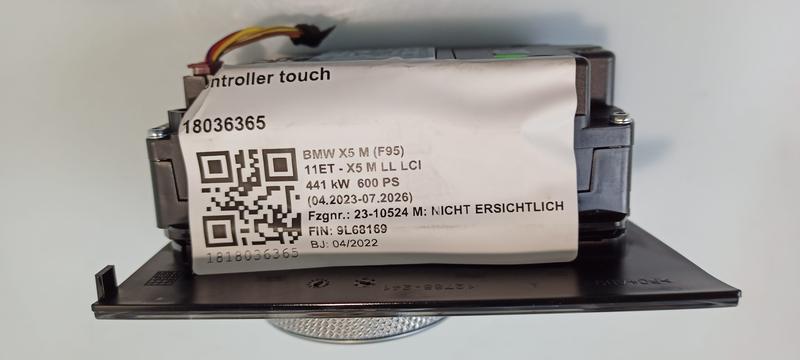 ontroller touch
18036365
BMW X5 M (F95)
11ET - X5 M LL LCI
441 kW 600 PS
(04.2023-07.2026)
Fzgnr.: 23-10524 M: NICHT ERSICHTLICH
FIN: 9L68169
BJ: 04/2022
1818036365